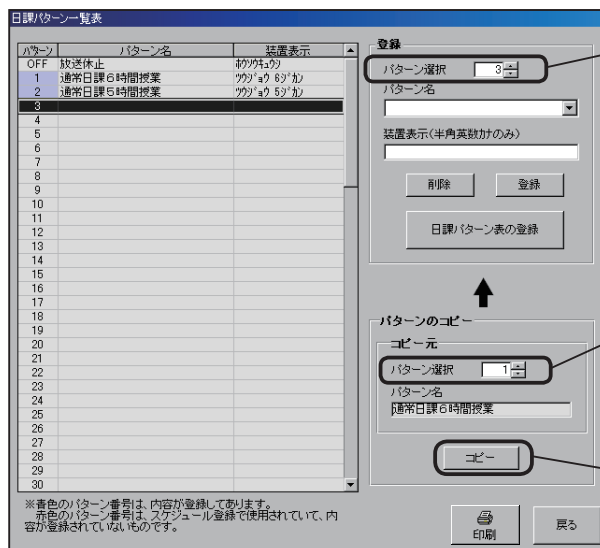 日課パターン一覧表
パターン パターン名 装置表示
OFF 放送休止 ﾎｳｿｳｷｭｳｼ
1 通常日課６時間授業 ﾂｳｼﾞｮｳ 6ｼﾞｶﾝ
2 通常日課５時間授業 ﾂｳｼﾞｮｳ 5ｼﾞｶﾝ
3
4
5
6
7
8
9
10
11
12
13
14
15
16
17
18
19
20
21
22
23
24
25
26
27
28
29
30
※青色のパターン番号は、内容が登録してあります。
赤色のパターン番号は、スケジュール登録で使用されていて、内
容が登録されていないものです。
登録
パターン選択 3
パターン名
装置表示(半角英数ｶﾅのみ)
削除 登録
日課パターン表の登録
パターンのコピー
コピー元
パターン選択 1
パターン名
通常日課６時間授業
コピー
印刷 戻る